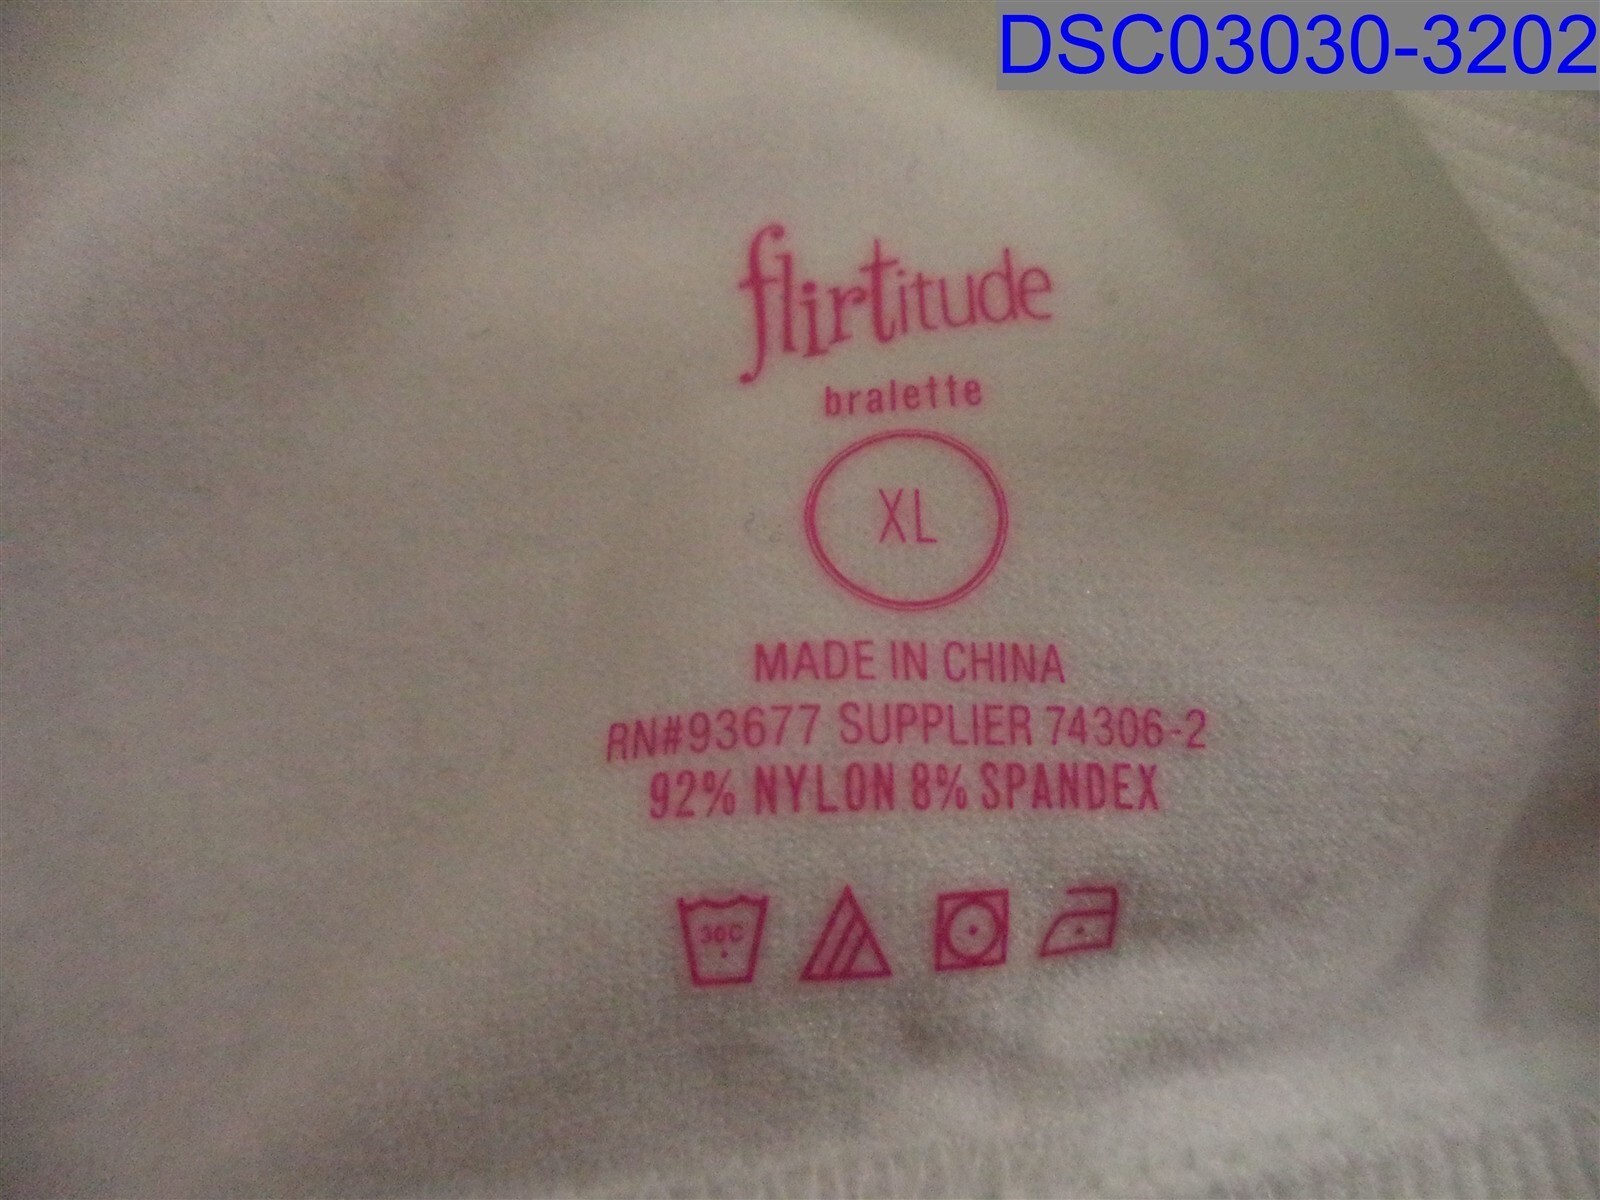 DSC03030-3202
flirtitude
bralette
XL
MADE IN CHINA
RN#93677 SUPPLIER 74306-2
92% NYLON 8% SPANDEX
30C